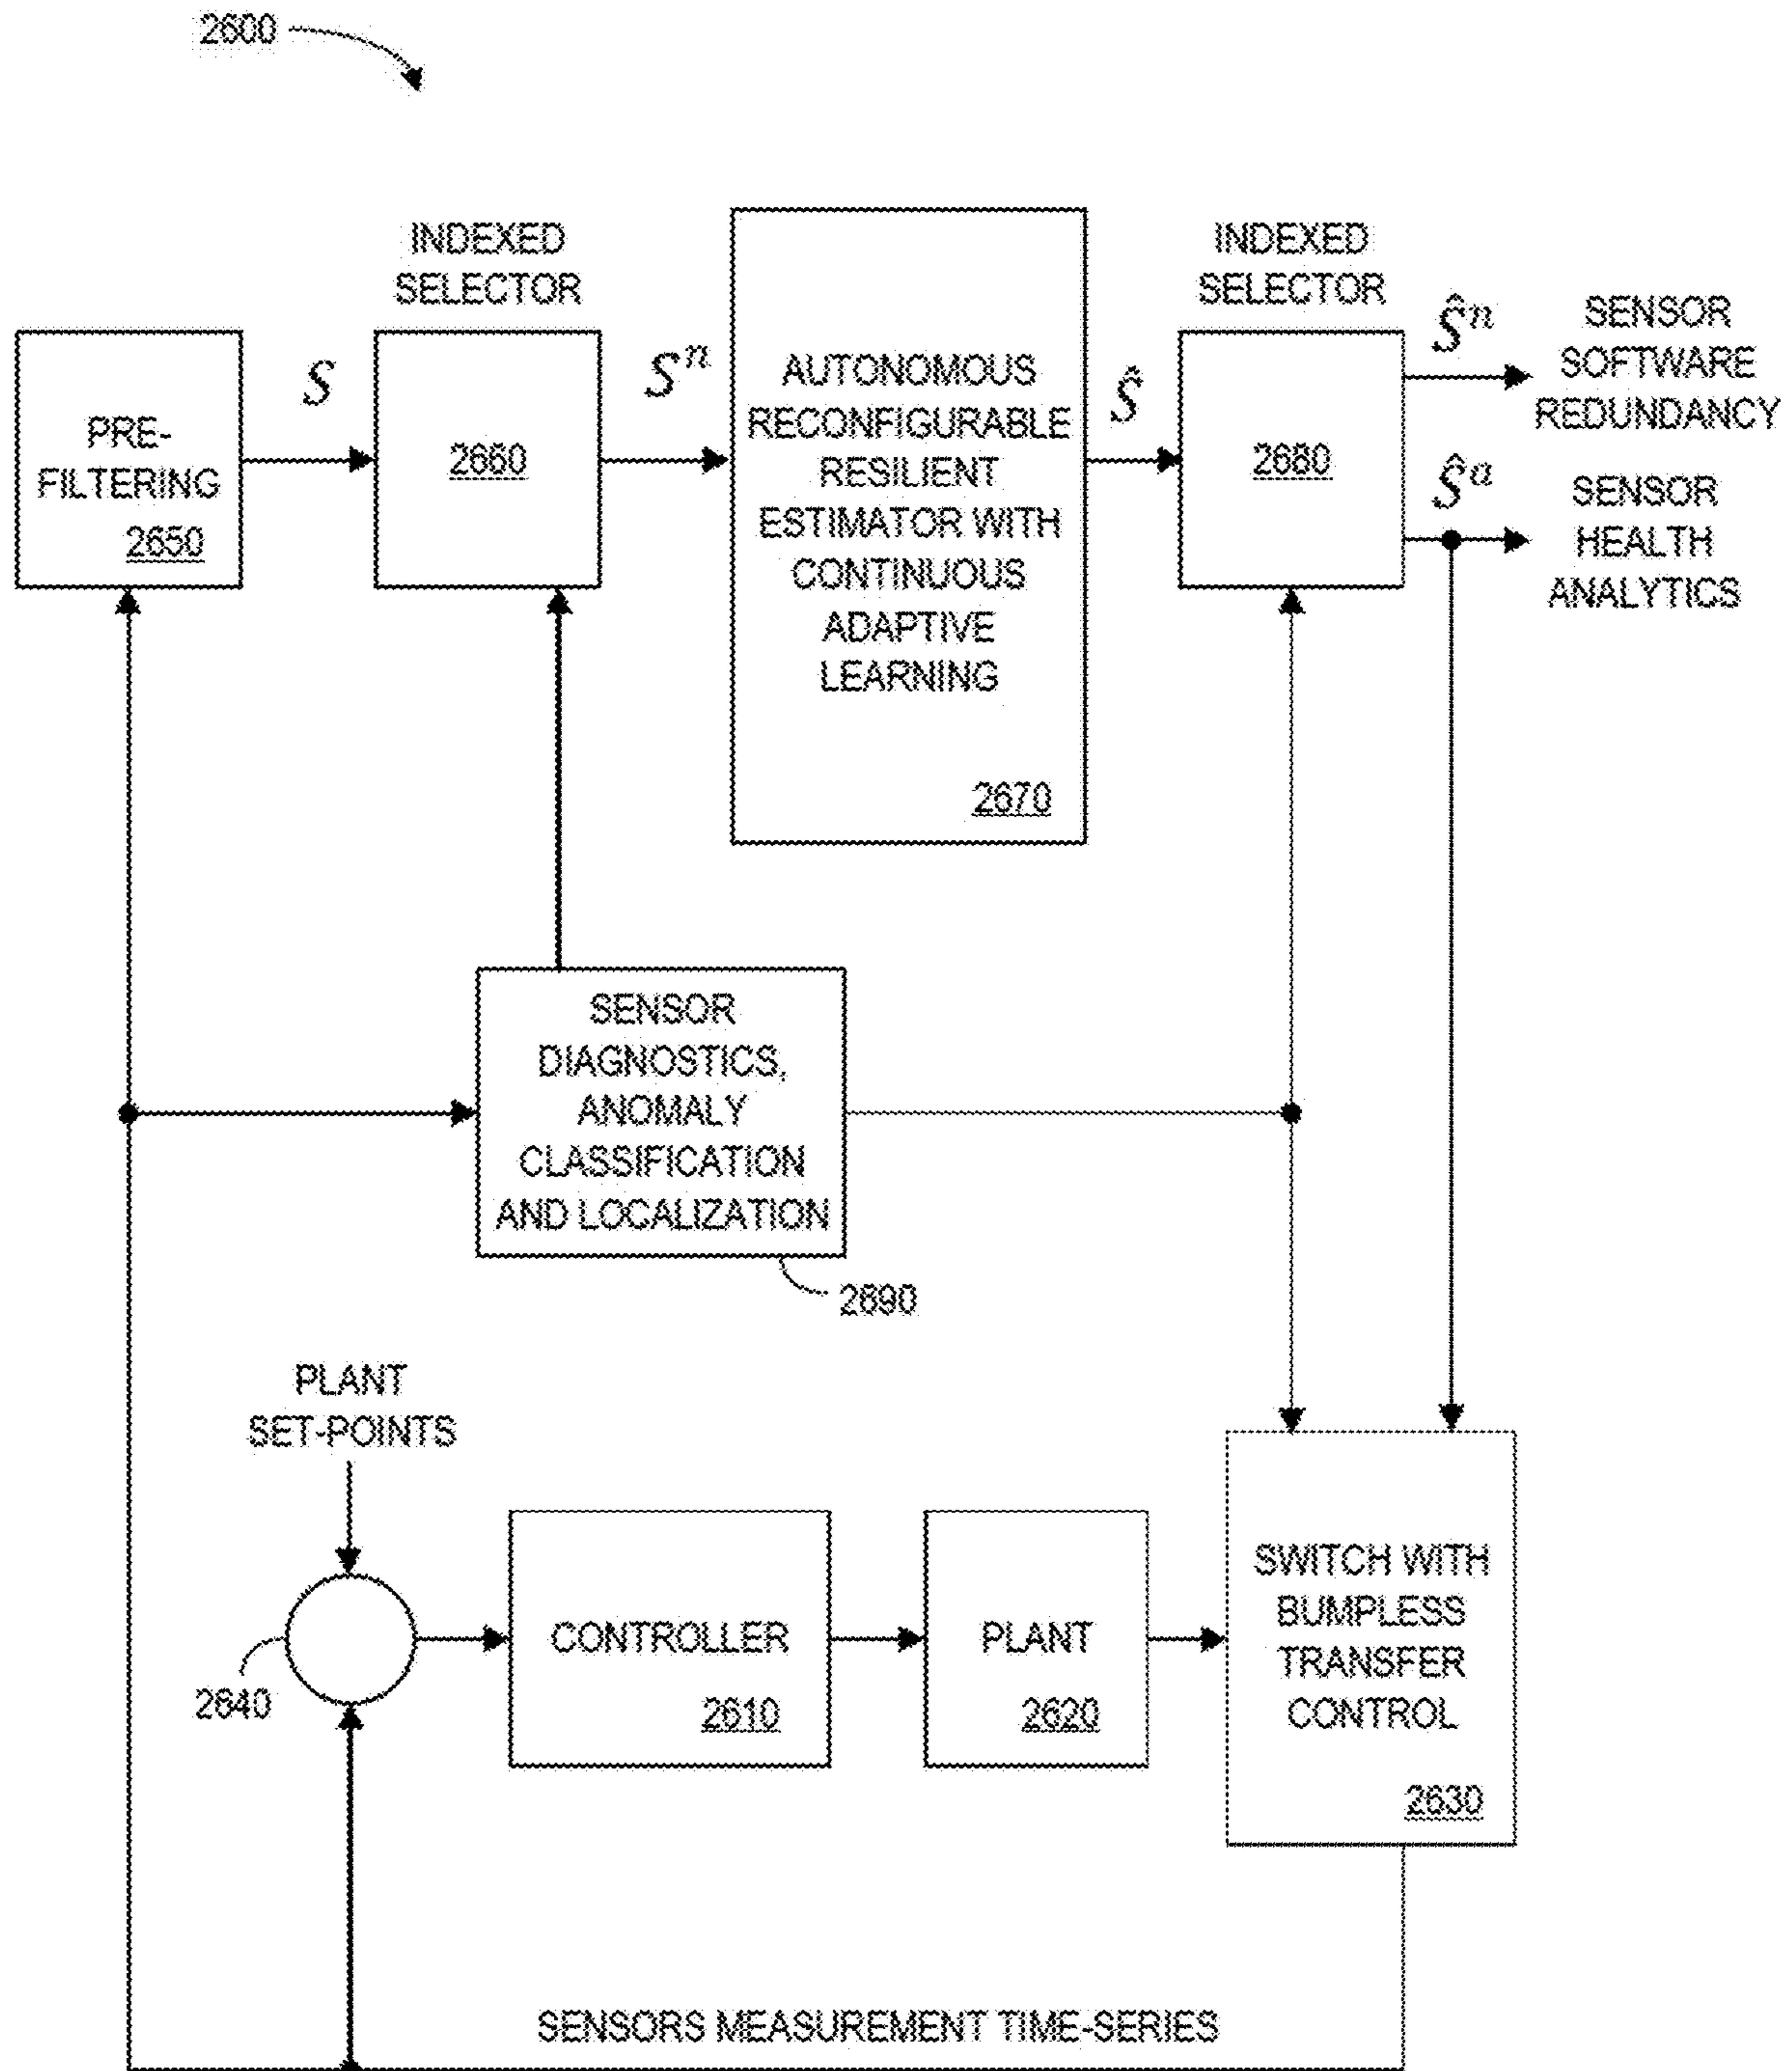 2600
INDEXED
SELECTOR
INDEXED
SELECTOR
PRE-
FILTERING
2650
S
2660
Sⁿ
AUTONOMOUS
RECONFIGURABLE
RESILIENT
ESTIMATOR WITH
CONTINUOUS
ADAPTIVE
LEARNING
2670
Ŝ
2680
Ŝⁿ
SENSOR
SOFTWARE
REDUNDANCY
Ŝᵃ
SENSOR
HEALTH
ANALYTICS
SENSOR
DIAGNOSTICS,
ANOMALY
CLASSIFICATION
AND LOCALIZATION
2690
PLANT
SET-POINTS
2640
CONTROLLER
2610
PLANT
2620
SWITCH WITH
BUMPLESS
TRANSFER
CONTROL
2630
SENSORS MEASUREMENT TIME-SERIES